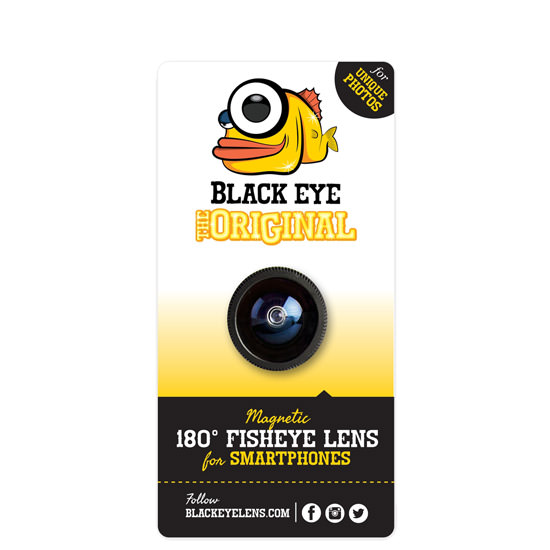 for
UNIQUE
PHOTOS
BLACK EYE
THE ORIGINAL
Magnetic
180° FISHEYE LENS
for SMARTPHONES
Follow
BLACKEYELENS.COM